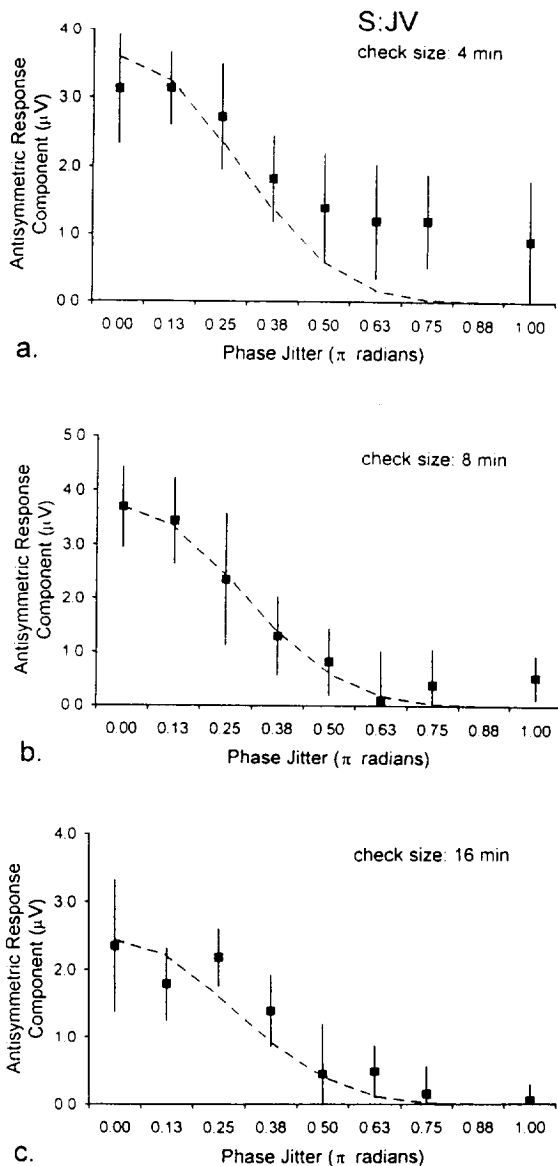 S:JV
check size: 4 min
Antisymmetric Response
Component (μV)
4.0
3.0
2.0
1.0
0 0
0 00 0 13 0.25 0 38 0 50 0 63 0 75 0 88 1 00
Phase Jitter (π radians)
a.
check size: 8 min
Antisymmetric Response
Component (μV)
5 0
4.0
3.0
2.0
1.0
0.0
0.00 0.13 0.25 0.38 0.50 0.63 0.75 0.88 1.00
Phase Jitter (π radians)
b.
check size: 16 min
Antisymmetric Response
Component (μV)
4.0
3.0
2.0
1.0
0.0
0.00 0.13 0.25 0.38 0.50 0.63 0.75 0.88 1.00
Phase Jitter (π radians)
c.